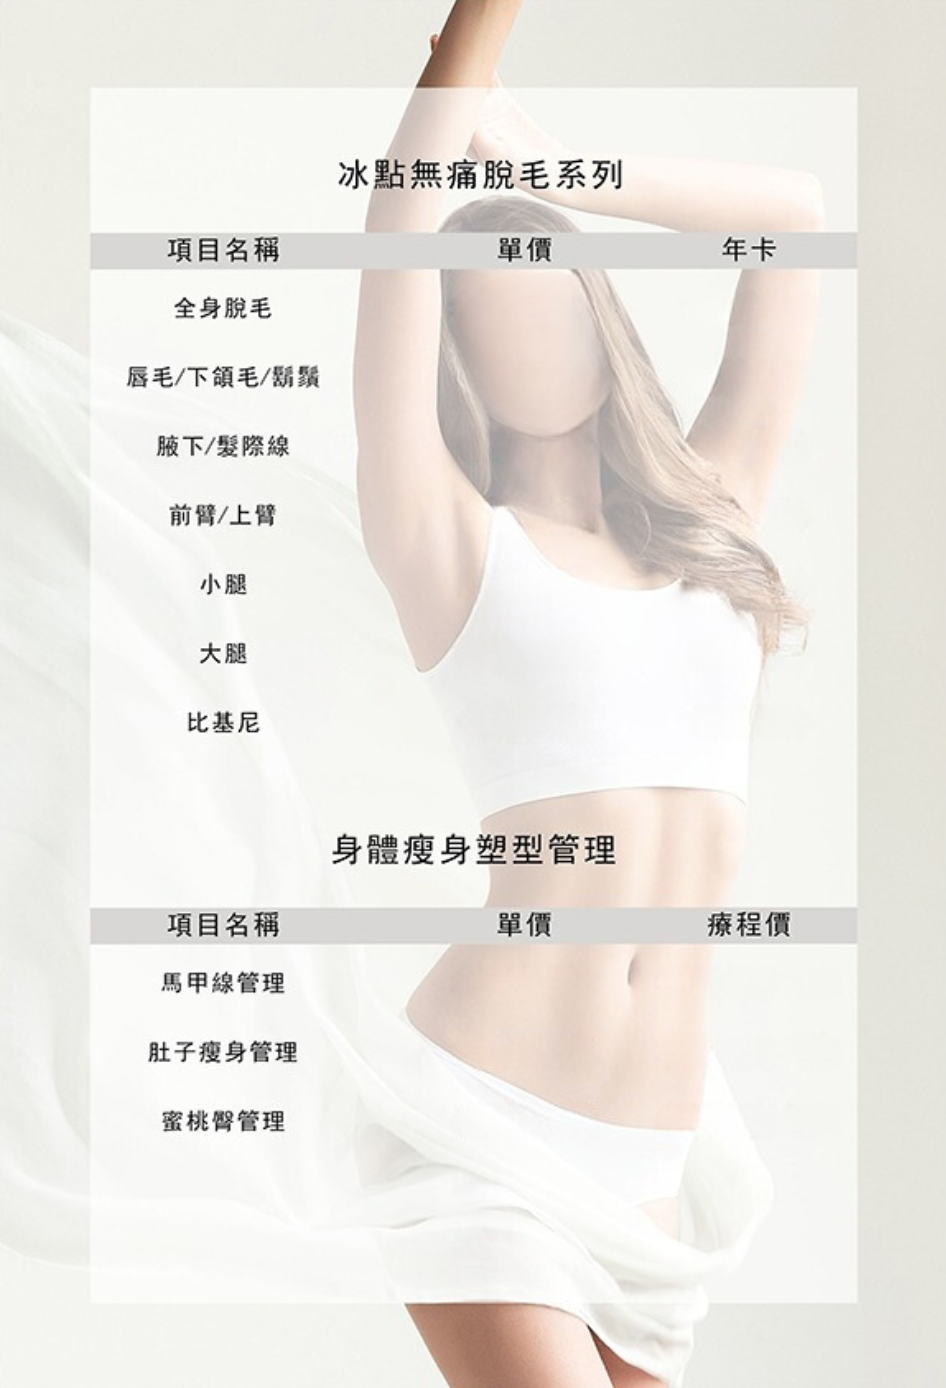 冰點無痛脫毛系列
項目名稱 單價 年卡
全身脫毛
唇毛/下頜毛/鬍鬚
腋下/髮際線
前臂/上臂
小腿
大腿
比基尼
身體瘦身塑型管理
項目名稱 單價 療程價
馬甲線管理
肚子瘦身管理
蜜桃臀管理